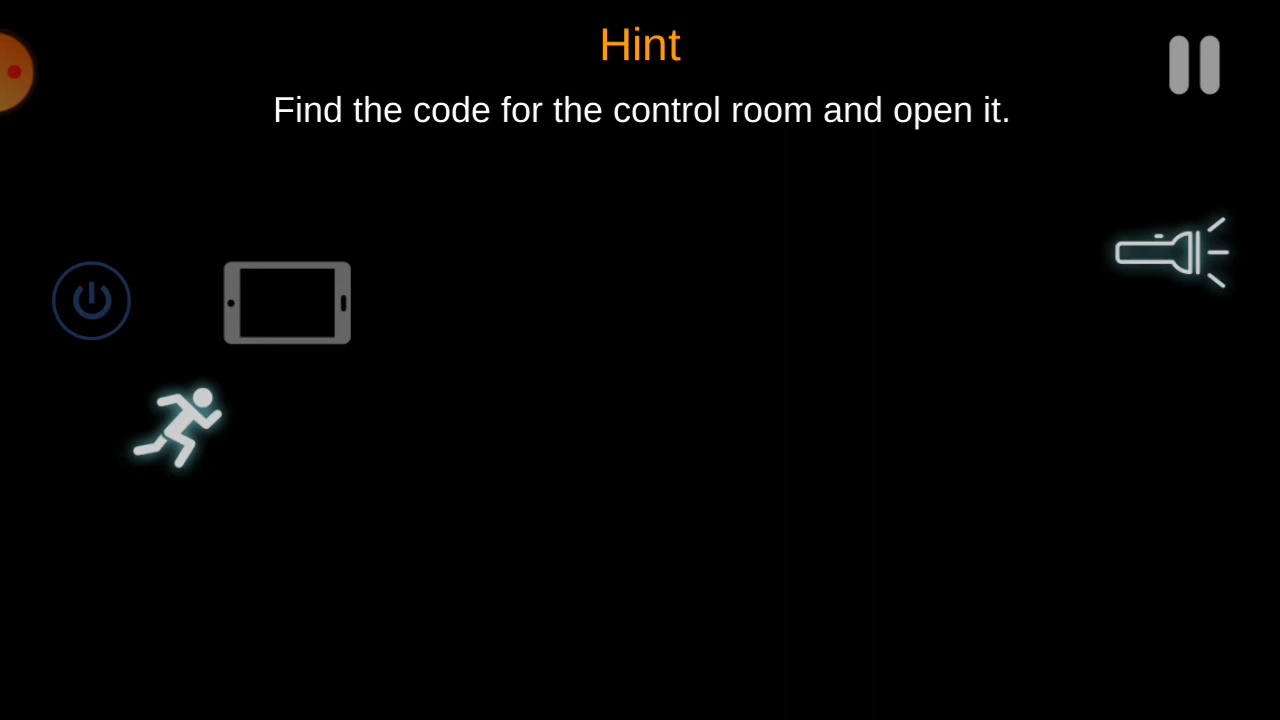 Hint
Find the code for the control room and open it.